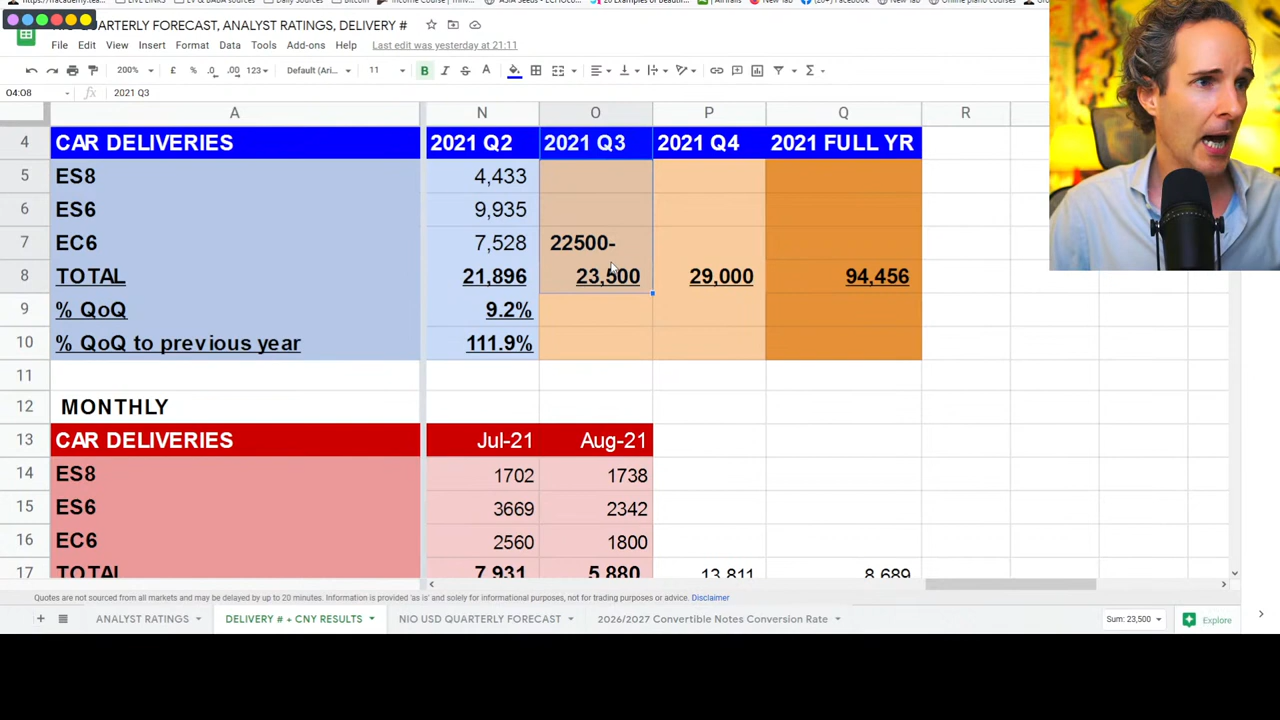 QUARTERLY FORECAST, ANALYST RATINGS, DELIVERY #
File Edit View Insert Format Data Tools Add-ons Help Last edit was yesterday at 21:11
200% £ % .0 .00 123 Default (Ari... 11 B I S A
04:08 fx 2021 Q3
A N O P Q R
4 CAR DELIVERIES 2021 Q2 2021 Q3 2021 Q4 2021 FULL YR
5 ES8 4,433
6 ES6 9,935
7 EC6 7,528 22500-
8 TOTAL 21,896 23,500 29,000 94,456
9 % QoQ 9.2%
10 % QoQ to previous year 111.9%
11
12 MONTHLY
13 CAR DELIVERIES Jul-21 Aug-21
14 ES8 1702 1738
15 ES6 3669 2342
16 EC6 2560 1800
17 TOTAL 7,931 5,880 13,811 8,689
Quotes are not sourced from all markets and may be delayed by up to 20 minutes. Information is provided 'as is' and solely for informational purposes, not for trading purposes or advice. Disclaimer
+ ANALYST RATINGS DELIVERY # + CNY RESULTS NIO USD QUARTERLY FORECAST 2026/2027 Convertible Notes Conversion Rate Sum: 23,500 Explore